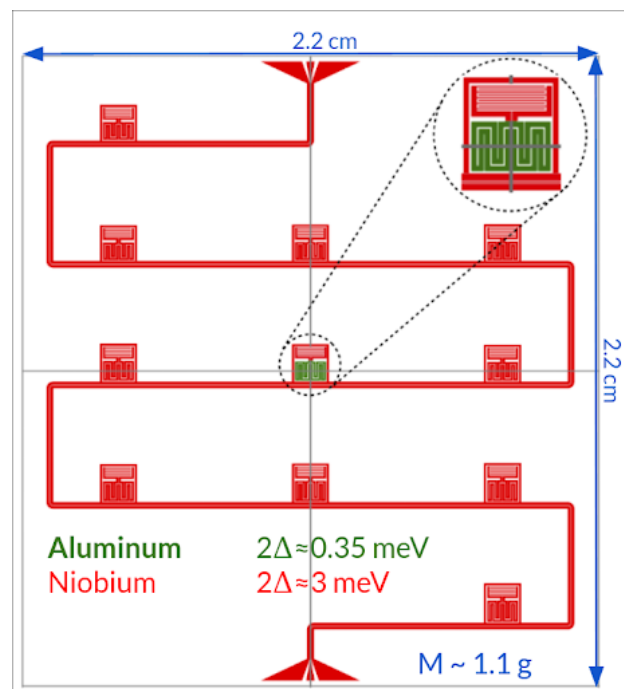 2.2 cm
2.2 cm
Aluminum 2Δ≈0.35 meV
Niobium 2Δ≈3 meV
M ~ 1.1 g